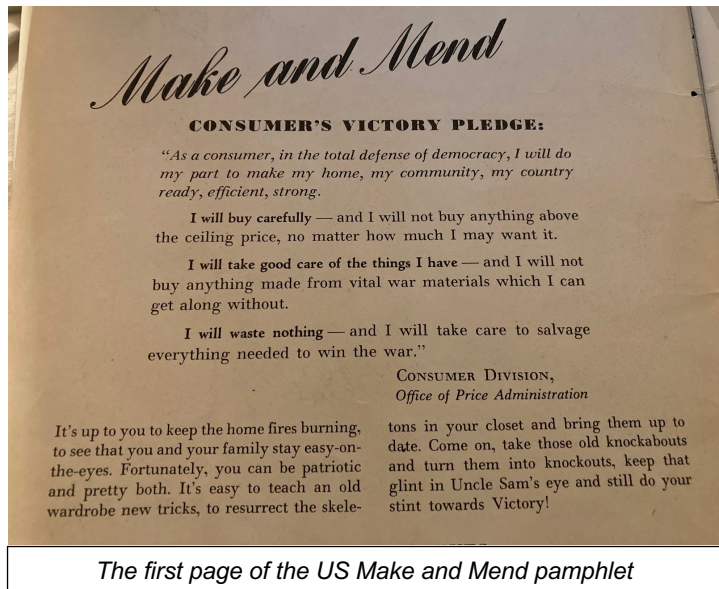 Make and Mend
CONSUMER'S VICTORY PLEDGE:
"As a consumer, in the total defense of democracy, I will do
my part to make my home, my community, my country
ready, efficient, strong.
I will buy carefully — and I will not buy anything above
the ceiling price, no matter how much I may want it.
I will take good care of the things I have — and I will not
buy anything made from vital war materials which I can
get along without.
I will waste nothing — and I will take care to salvage
everything needed to win the war."
CONSUMER DIVISION,
Office of Price Administration
It's up to you to keep the home fires burning,
to see that you and your family stay easy-on-
the-eyes. Fortunately, you can be patriotic
and pretty both. It's easy to teach an old
wardrobe new tricks, to resurrect the skele-
tons in your closet and bring them up to
date. Come on, take those old knockabouts
and turn them into knockouts, keep that
glint in Uncle Sam's eye and still do your
stint towards Victory!
The first page of the US Make and Mend pamphlet